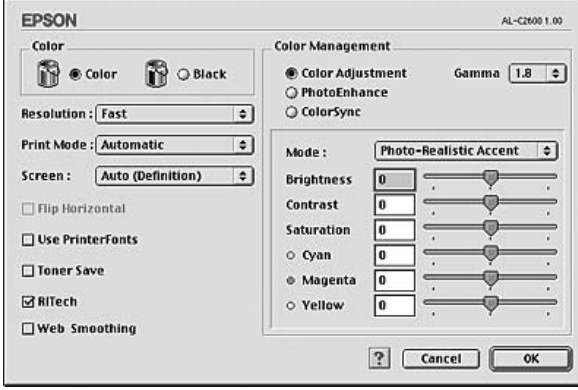 EPSON
AL-C2600 1.00
Color
Color
Black
Resolution : Fast
Print Mode : Automatic
Screen : Auto (Definition)
Flip Horizontal
Use PrinterFonts
Toner Save
RITech
Web Smoothing
Color Management
Color Adjustment
Gamma 1.8
PhotoEnhance
ColorSync
Mode : Photo-Realistic Accent
Brightness 0
Contrast 0
Saturation 0
Cyan 0
Magenta 0
Yellow 0
? Cancel OK